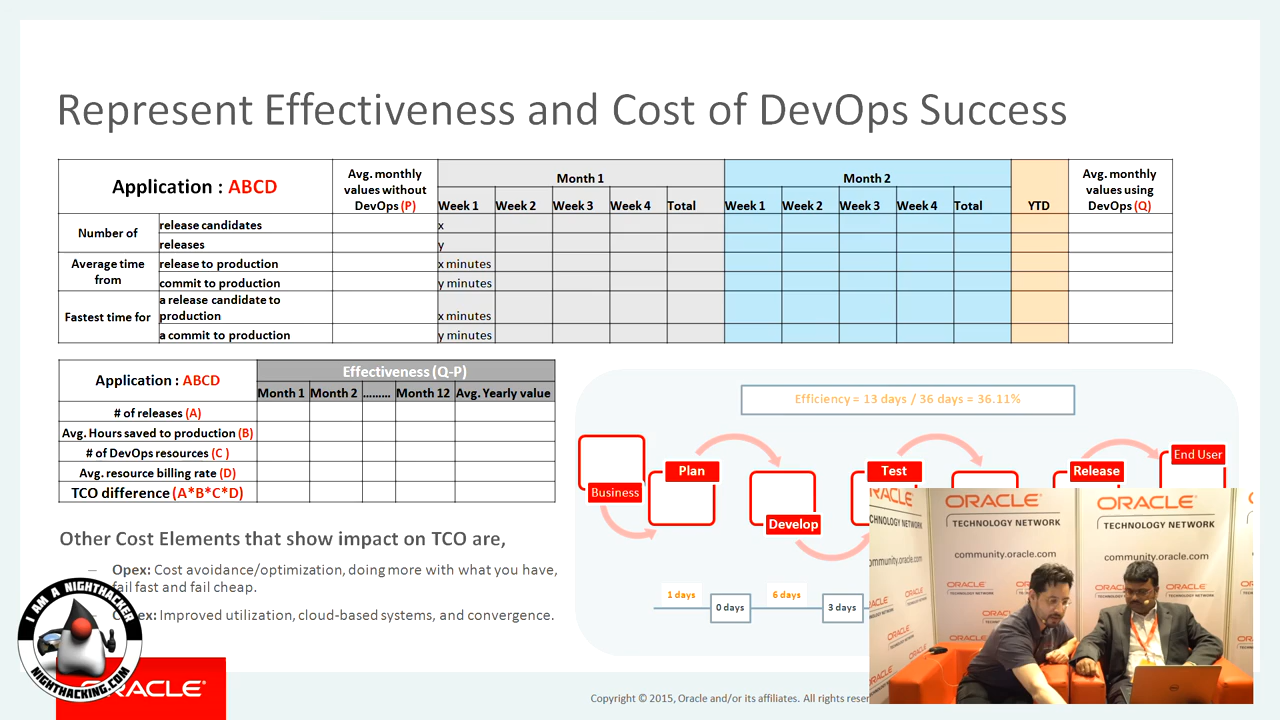 Represent Effectiveness and Cost of DevOps Success
Application : ABCD
Avg. monthly
values without
DevOps (P)
Month 1
Month 2
YTD
Avg. monthly
values using
DevOps (Q)
Week 1 Week 2 Week 3 Week 4 Total Week 1 Week 2 Week 3 Week 4 Total
Number of
release candidates x
releases y
Average time
from
release to production x minutes
commit to production y minutes
Fastest time for
a release candidate to
production x minutes
a commit to production y minutes
Application : ABCD
Effectiveness (Q-P)
Month 1 Month 2 ......... Month 12 Avg. Yearly value
# of releases (A)
Avg. Hours saved to production (B)
# of DevOps resources (C )
Avg. resource billing rate (D)
TCO difference (A*B*C*D)
Efficiency = 13 days / 36 days = 36.11%
Business
Plan
Develop
Test
Release
End User
1 days
0 days
6 days
3 days
Other Cost Elements that show impact on TCO are,
– Opex: Cost avoidance/optimization, doing more with what you have,
fail fast and fail cheap.
Improved utilization, cloud-based systems, and convergence.
I AM A NIGHTHACKER
NIGHTHACKING.COM
ORACLE
Copyright © 2015, Oracle and/or its affiliates. All rights
ORACLE
TECHNOLOGY NETWORK
community.oracle.com
ORACLE
TECHNOLOGY NETWORK
community.oracle.com